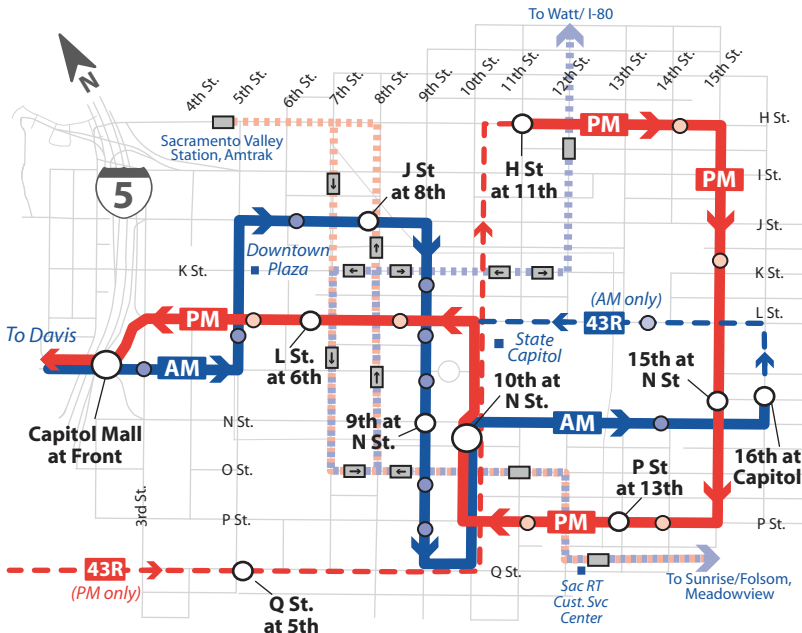 To Watt/ I-80
N
4th St.
5th St.
6th St.
7th St.
8th St.
9th St.
10th St.
11th St.
12th St.
13th St.
14th St.
15th St.
5
Sacramento Valley
Station, Amtrak
H St
at 11th
PM
H St.
J St
at 8th
PM
I St.
J St.
Downtown
Plaza
K St.
K St.
(AM only)
PM
43R
L St.
To Davis
AM
L St.
at 6th
State
Capitol
10th at
N St.
15th at
N St
Capitol Mall
at Front
N St.
9th at
N St.
AM
16th at
Capitol
O St.
P St
at 13th
3rd St.
P St.
PM
P St.
43R
(PM only)
Q St.
Q St.
at 5th
Sac RT
Cust. Svc
Center
To Sunrise/Folsom,
Meadowview